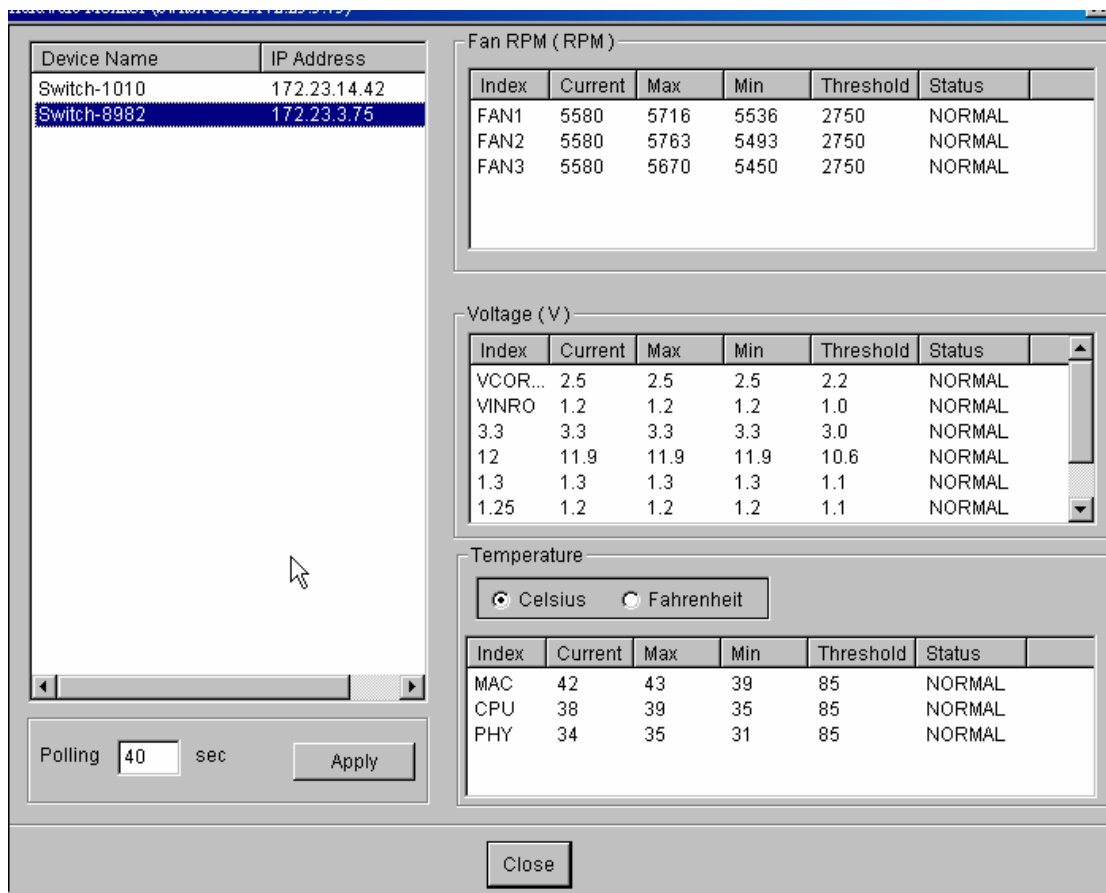 Device Name IP Address
Switch-1010 172.23.14.42
Switch-8982 172.23.3.75
Polling 40 sec Apply
Fan RPM ( RPM )
Index Current Max Min Threshold Status
FAN1 5580 5716 5536 2750 NORMAL
FAN2 5580 5763 5493 2750 NORMAL
FAN3 5580 5670 5450 2750 NORMAL
Voltage ( V )
Index Current Max Min Threshold Status
VCOR... 2.5 2.5 2.5 2.2 NORMAL
VINRO 1.2 1.2 1.2 1.0 NORMAL
3.3 3.3 3.3 3.3 3.0 NORMAL
12 11.9 11.9 11.9 10.6 NORMAL
1.3 1.3 1.3 1.3 1.1 NORMAL
1.25 1.2 1.2 1.2 1.1 NORMAL
Temperature
Celsius Fahrenheit
Index Current Max Min Threshold Status
MAC 42 43 39 85 NORMAL
CPU 38 39 35 85 NORMAL
PHY 34 35 31 85 NORMAL
Close